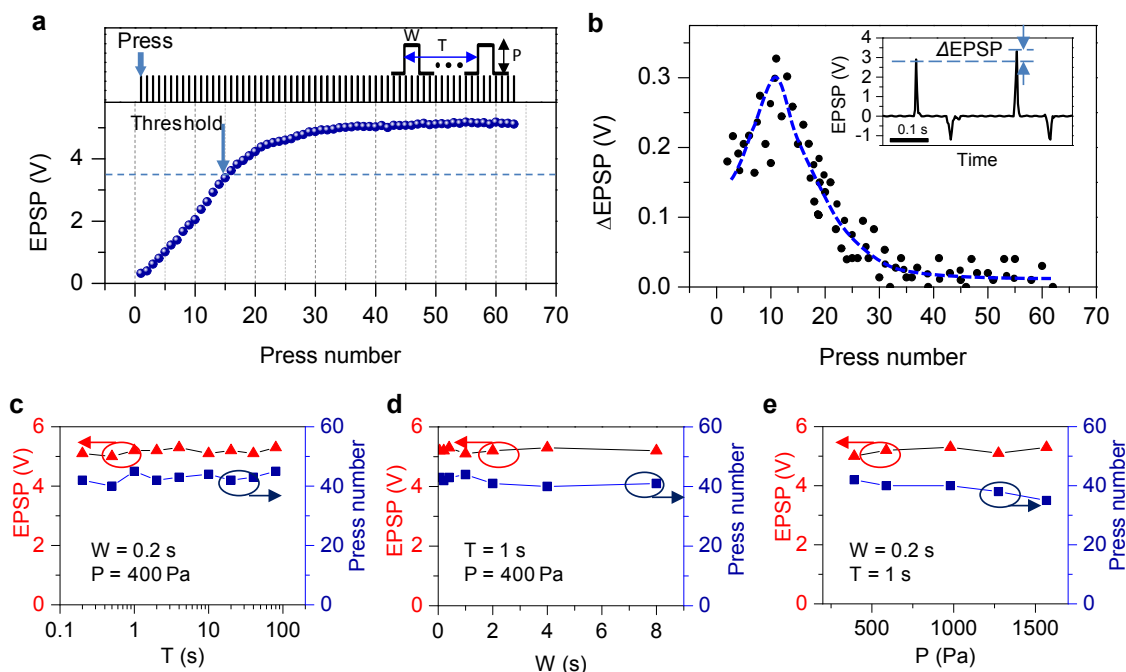 a
Press
W
T
P
Threshold
EPSP (V)
4
2
0
0 10 20 30 40 50 60 70
Press number
b
ΔEPSP (V)
0.3
0.2
0.1
0.0
0 10 20 30 40 50 60 70
Press number
ΔEPSP
EPSP (V)
4
3
2
1
0
-1
0.1 s
Time
c
EPSP (V)
6
4
2
0
W = 0.2 s
P = 400 Pa
0.1 1 10 100
T (s)
60
40
20
0
Press number
d
EPSP (V)
6
4
2
0
T = 1 s
P = 400 Pa
0 2 4 6 8
W (s)
60
40
20
0
Press number
e
EPSP (V)
6
4
2
0
W = 0.2 s
T = 1 s
500 1000 1500
P (Pa)
60
40
20
0
Press number